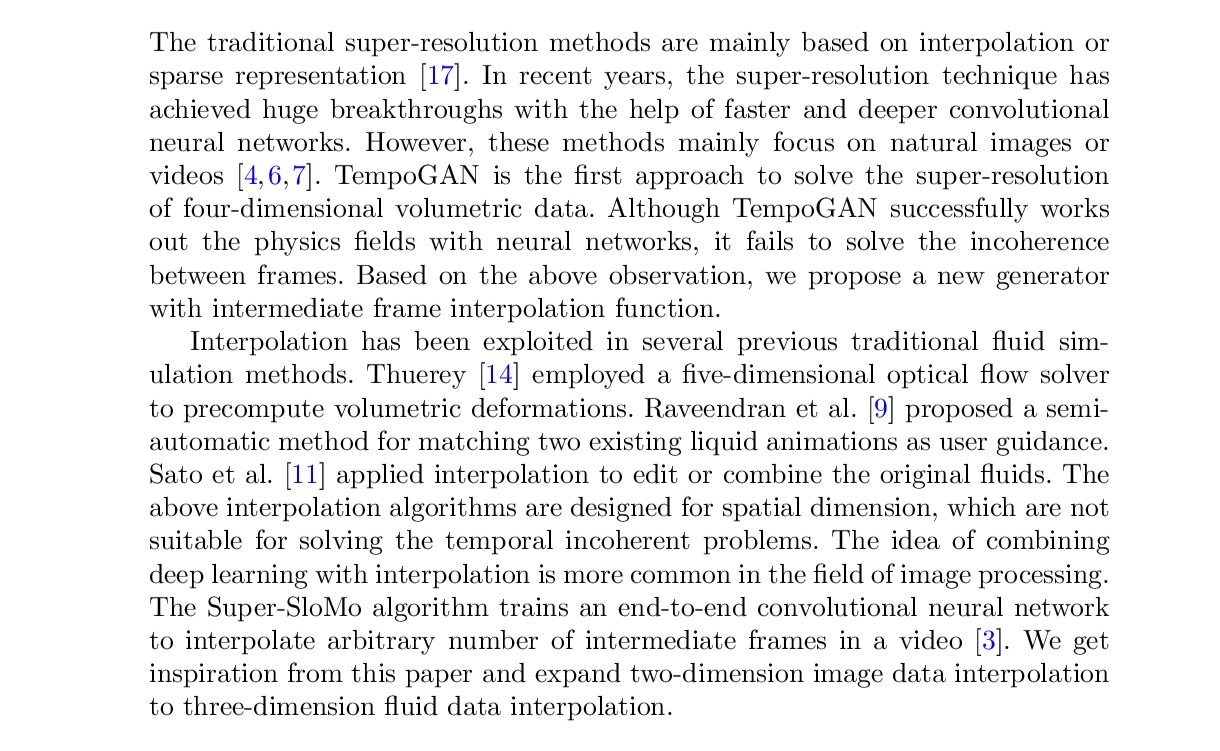 The traditional super-resolution methods are mainly based on interpolation or
sparse representation [17]. In recent years, the super-resolution technique has
achieved huge breakthroughs with the help of faster and deeper convolutional
neural networks. However, these methods mainly focus on natural images or
videos [4,6,7]. TempoGAN is the first approach to solve the super-resolution
of four-dimensional volumetric data. Although TempoGAN successfully works
out the physics fields with neural networks, it fails to solve the incoherence
between frames. Based on the above observation, we propose a new generator
with intermediate frame interpolation function.
Interpolation has been exploited in several previous traditional fluid sim-
ulation methods. Thuerey [14] employed a five-dimensional optical flow solver
to precompute volumetric deformations. Raveendran et al. [9] proposed a semi-
automatic method for matching two existing liquid animations as user guidance.
Sato et al. [11] applied interpolation to edit or combine the original fluids. The
above interpolation algorithms are designed for spatial dimension, which are not
suitable for solving the temporal incoherent problems. The idea of combining
deep learning with interpolation is more common in the field of image processing.
The Super-SloMo algorithm trains an end-to-end convolutional neural network
to interpolate arbitrary number of intermediate frames in a video [3]. We get
inspiration from this paper and expand two-dimension image data interpolation
to three-dimension fluid data interpolation.